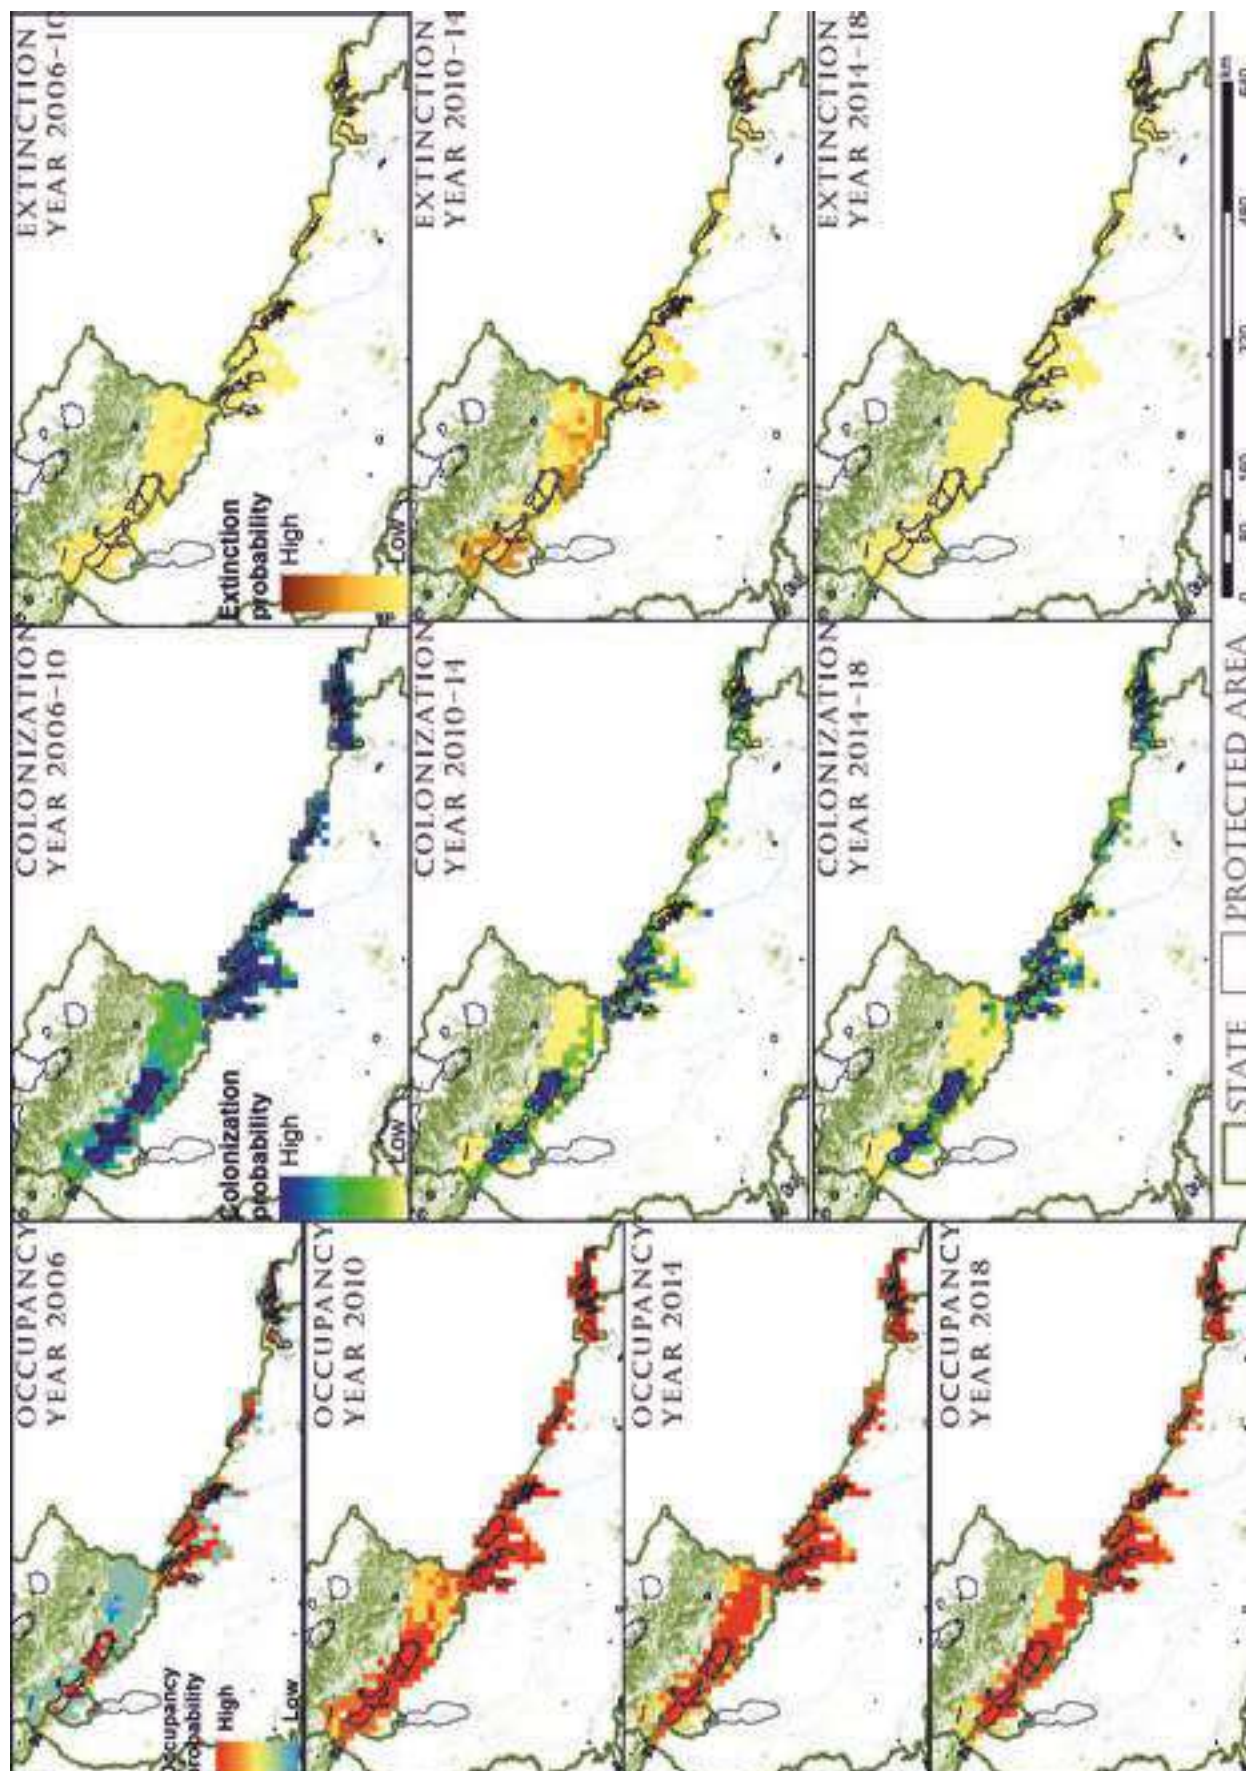 EXTINCTION
YEAR 2006-10
EXTINCTION
YEAR 2010-14
EXTINCTION
YEAR 2014-18
Extinction
probability
High
Low
COLONIZATION
YEAR 2006-10
COLONIZATION
YEAR 2010-14
COLONIZATION
YEAR 2014-18
Colonization
probability
High
Low
OCCUPANCY
YEAR 2006
OCCUPANCY
YEAR 2010
OCCUPANCY
YEAR 2014
OCCUPANCY
YEAR 2018
Occupancy
probability
High
Low
STATE
PROTECTED AREA
0
km